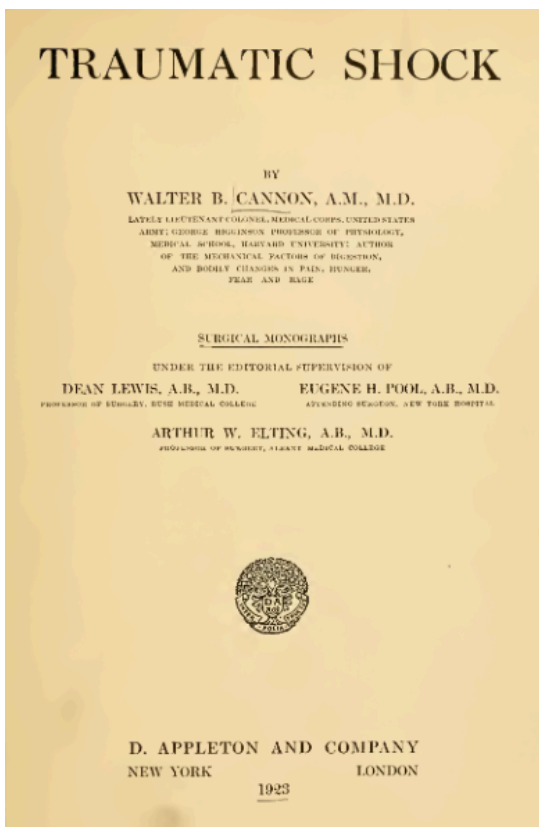 TRAUMATIC SHOCK
BY
WALTER B. CANNON, A.M., M.D.
LATELY LIEUTENANT COLONEL, MEDICAL CORPS, UNITED STATES
ARMY; GEORGE HIGGINSON PROFESSOR OF PHYSIOLOGY,
MEDICAL SCHOOL, HARVARD UNIVERSITY; AUTHOR
OF THE MECHANICAL FACTORS OF DIGESTION,
AND BODILY CHANGES IN PAIN, HUNGER,
FEAR AND RAGE
SURGICAL MONOGRAPHS
UNDER THE EDITORIAL SUPERVISION OF
DEAN LEWIS, A.B., M.D. EUGENE H. POOL, A.B., M.D.
PROFESSOR OF SURGERY, RUSH MEDICAL COLLEGE ATTENDING SURGEON, NEW YORK HOSPITAL
ARTHUR W. ELTING, A.B., M.D.
PROFESSOR OF SURGERY, ALBANY MEDICAL COLLEGE
D. APPLETON AND COMPANY
NEW YORK LONDON
1923